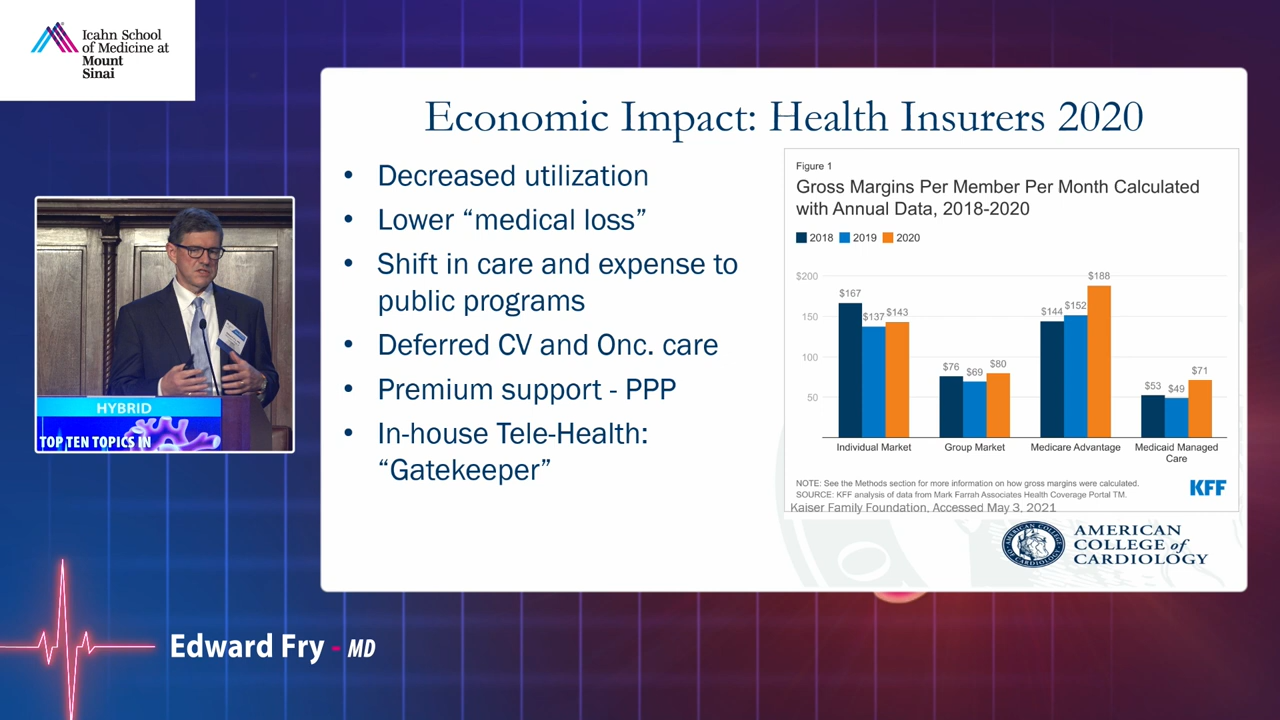 Icahn School
of Medicine at
Mount
Sinai
Economic Impact: Health Insurers 2020
• Decreased utilization
• Lower “medical loss”
• Shift in care and expense to
public programs
• Deferred CV and Onc. care
• Premium support - PPP
• In-house Tele-Health:
“Gatekeeper”
Figure 1
Gross Margins Per Member Per Month Calculated
with Annual Data, 2018-2020
2018 2019 2020
$200
150
100
50
$167
$137
$143
$76
$69
$80
$144
$152
$188
$53
$49
$71
Individual Market
Group Market
Medicare Advantage
Medicaid Managed
Care
NOTE: See the Methods section for more information on how gross margins were calculated.
SOURCE: KFF analysis of data from Mark Farrah Associates Health Coverage Portal TM.
KFF
Kaiser Family Foundation, Accessed May 3, 2021
AMERICAN COLLEGE OF CARDIOLOGY
AMERICAN
COLLEGE of
CARDIOLOGY
HYBRID
TOP TEN TOPICS IN
Edward Fry - MD